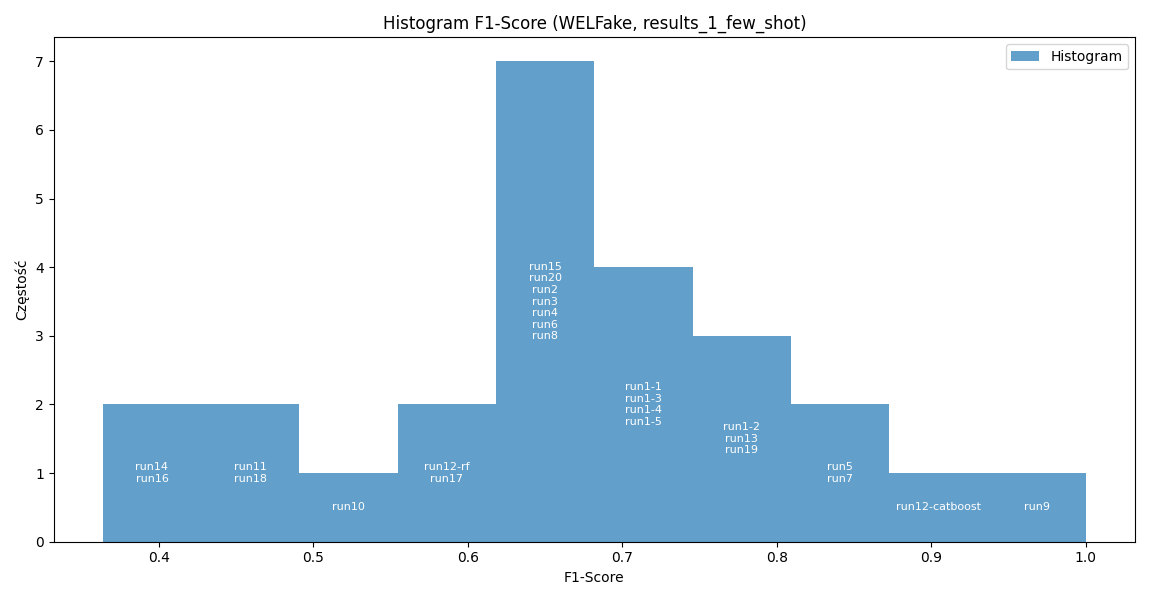 Histogram F1-Score (WELFake, results_1_few_shot)
Histogram
Częstość
7
6
5
4
3
2
1
0
run14
run16
run11
run18
run10
run12-rf
run17
run15
run20
run2
run3
run4
run6
run8
run1-1
run1-3
run1-4
run1-5
run1-2
run13
run19
run5
run7
run12-catboost
run9
0.4
0.5
0.6
0.7
0.8
0.9
1.0
F1-Score